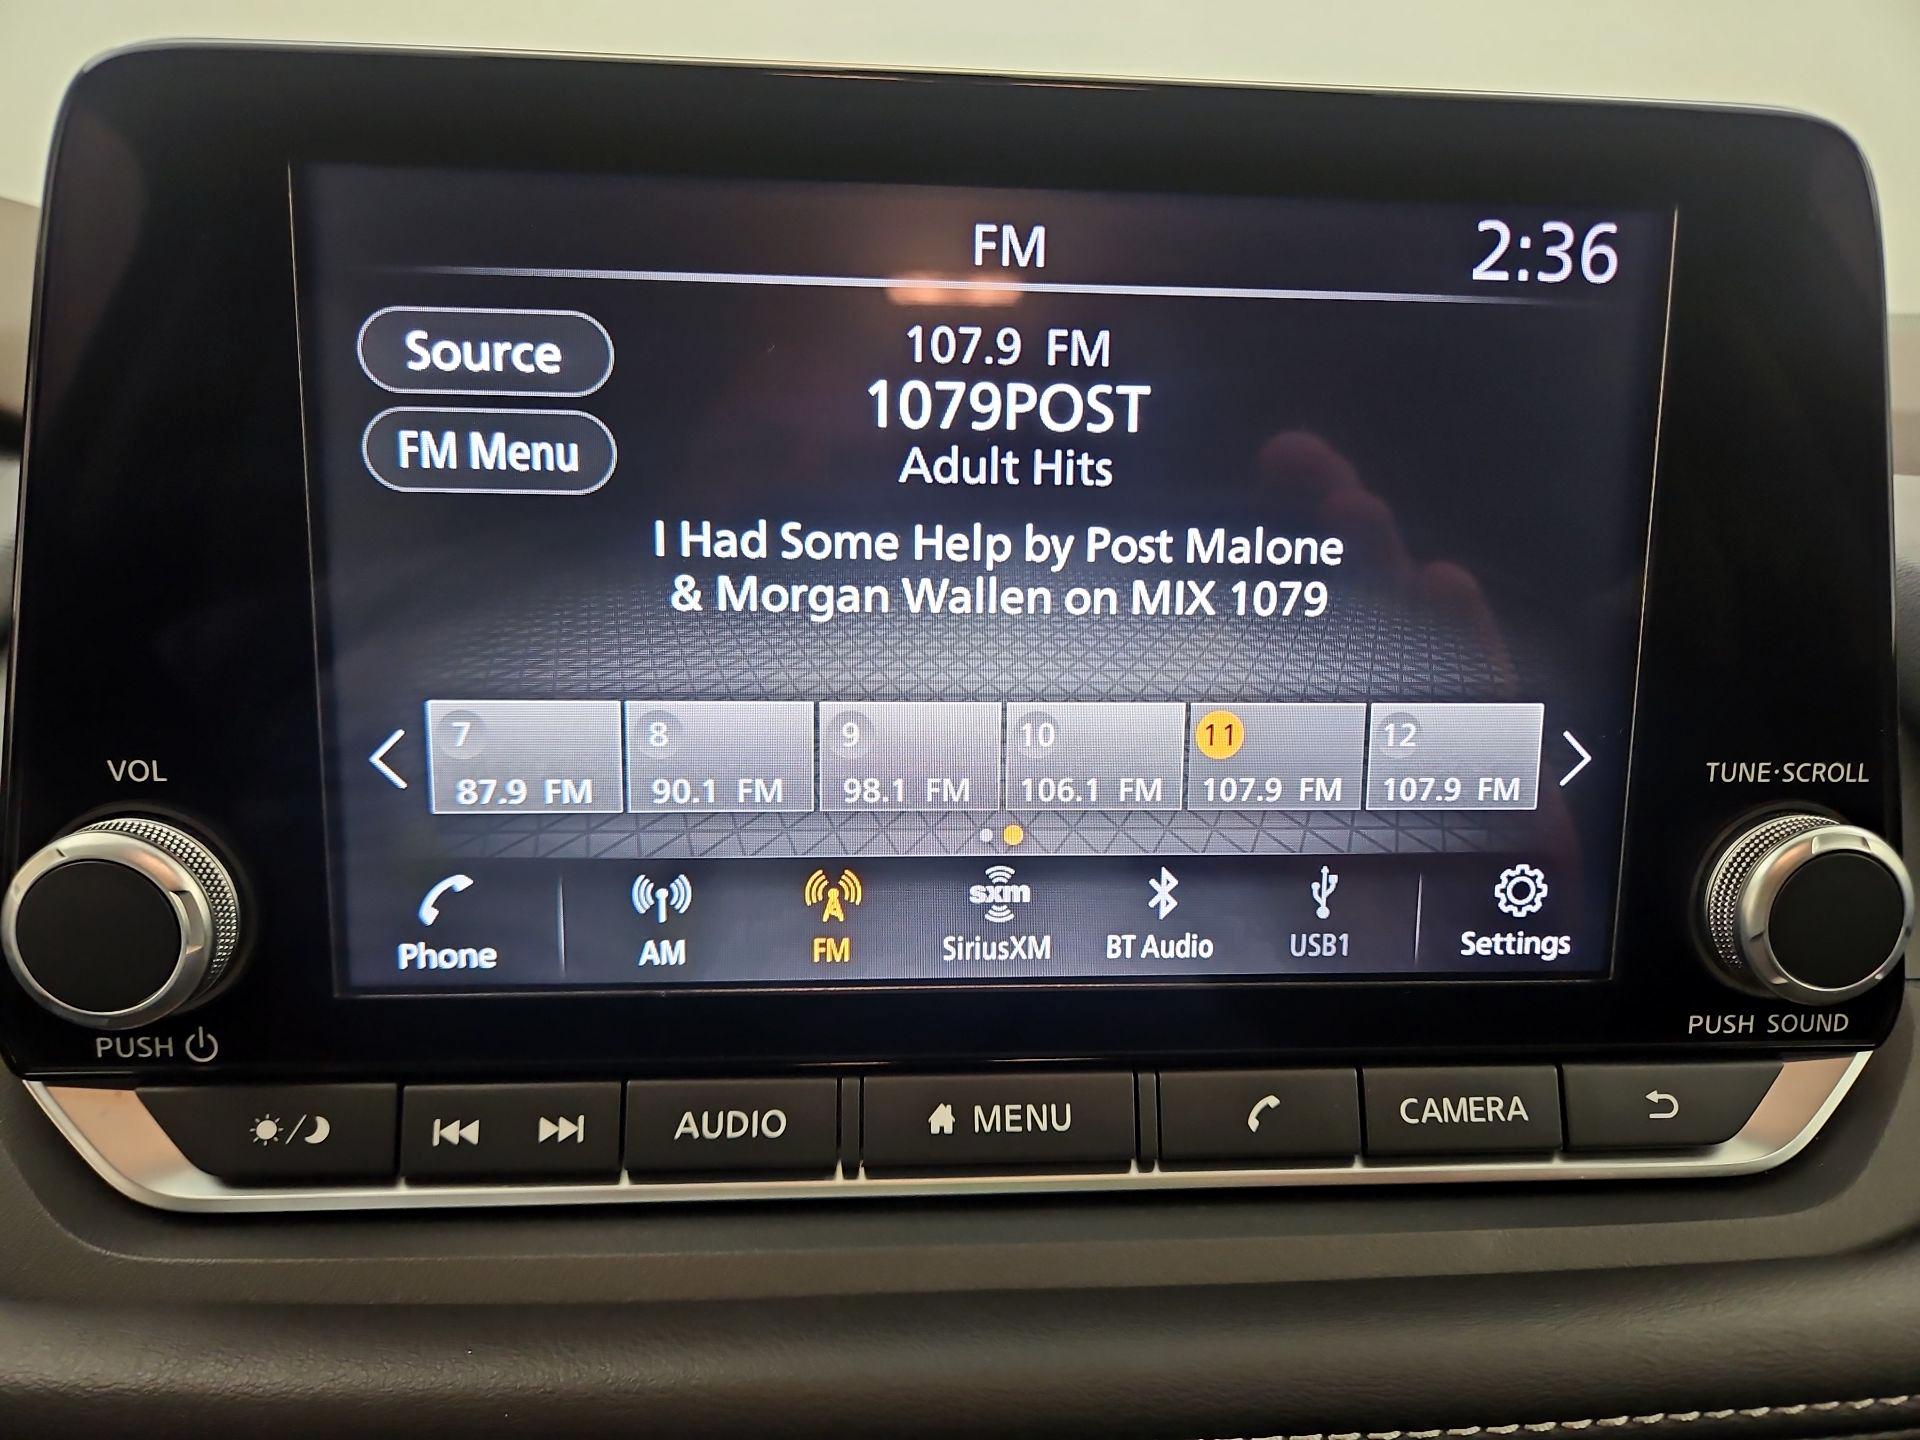 FM
2:36
Source
FM Menu
107.9 FM
1079POST
Adult Hits
I Had Some Help by Post Malone
& Morgan Wallen on MIX 1079
7
8
9
10
11
12
87.9 FM
90.1 FM
98.1 FM
106.1 FM
107.9 FM
107.9 FM
VOL
TUNE·SCROLL
sxm
Phone
AM
FM
SiriusXM
BT Audio
USB1
Settings
PUSH
PUSH SOUND
AUDIO
MENU
CAMERA